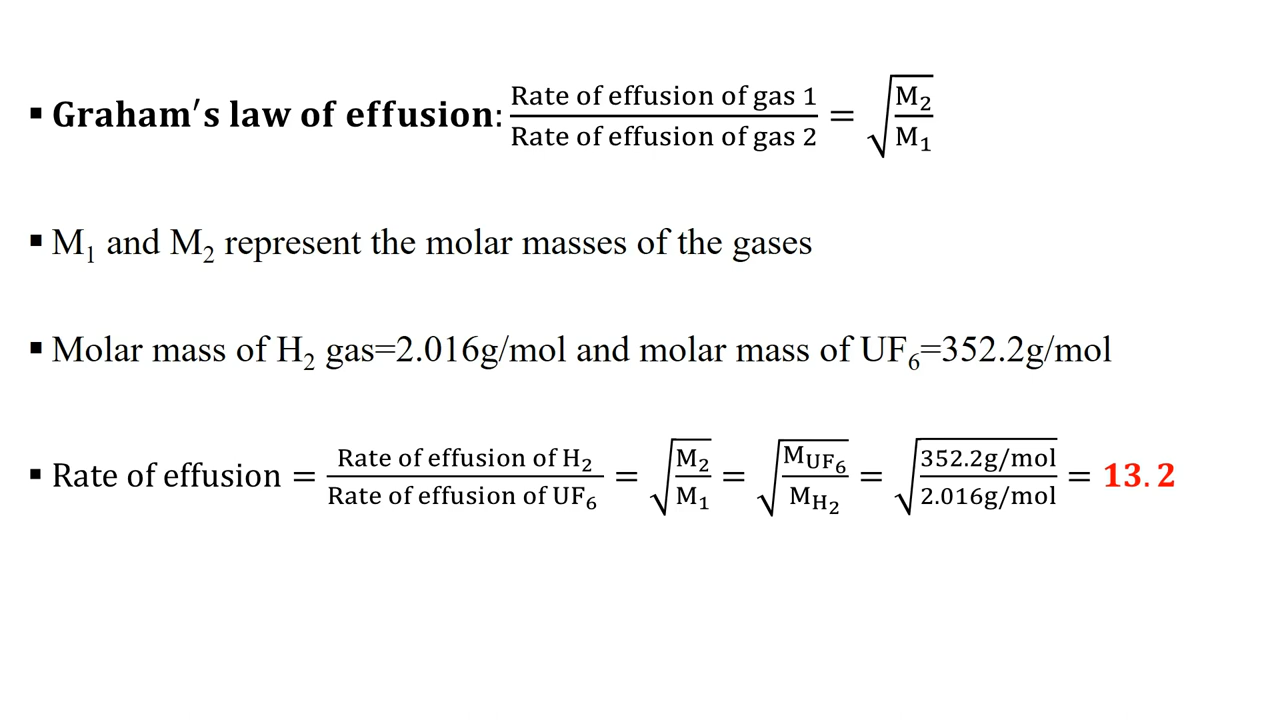 ▪ Graham′s law of effusion: Rate of effusion of gas 1 / Rate of effusion of gas 2 = √(M₂/M₁)
▪ M₁ and M₂ represent the molar masses of the gases
▪ Molar mass of H₂ gas=2.016g/mol and molar mass of UF₆=352.2g/mol
▪ Rate of effusion = Rate of effusion of H₂ / Rate of effusion of UF₆ = √(M₂/M₁) = √(M_UF₆/M_H₂) = √(352.2g/mol / 2.016g/mol) = 13.2